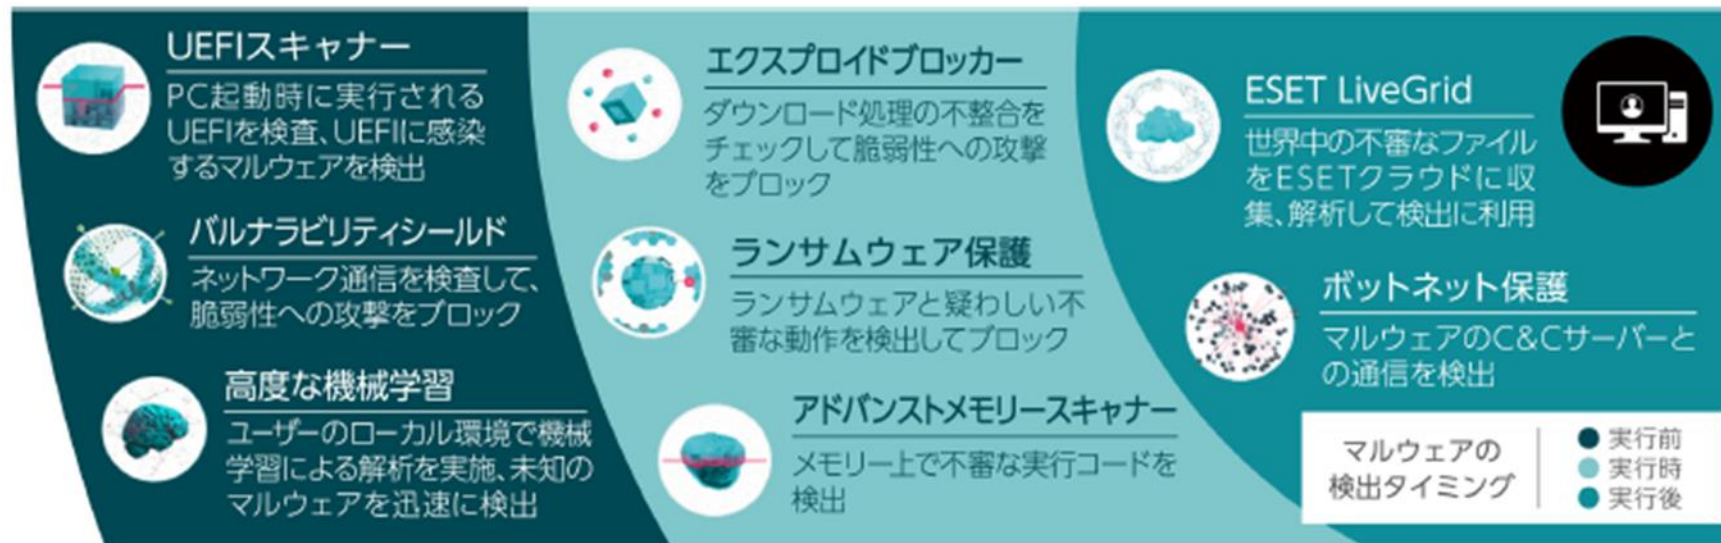 UEFIスキャナー
PC起動時に実行される
UEFIを検査、UEFIに感染
するマルウェアを検出
バルナラビリティシールド
ネットワーク通信を検査して、
脆弱性への攻撃をブロック
高度な機械学習
ユーザーのローカル環境で機械
学習による解析を実施、未知の
マルウェアを迅速に検出
エクスプロイドブロッカー
ダウンロード処理の不整合を
チェックして脆弱性への攻撃
をブロック
ランサムウェア保護
ランサムウェアと疑わしい不
審な動作を検出してブロック
アドバンストメモリースキャナー
メモリー上で不審な実行コードを
検出
ESET LiveGrid
世界中の不審なファイル
をESETクラウドに収
集、解析して検出に利用
ボットネット保護
マルウェアのC&Cサーバーと
の通信を検出
マルウェアの
検出タイミング
実行前
実行時
実行後